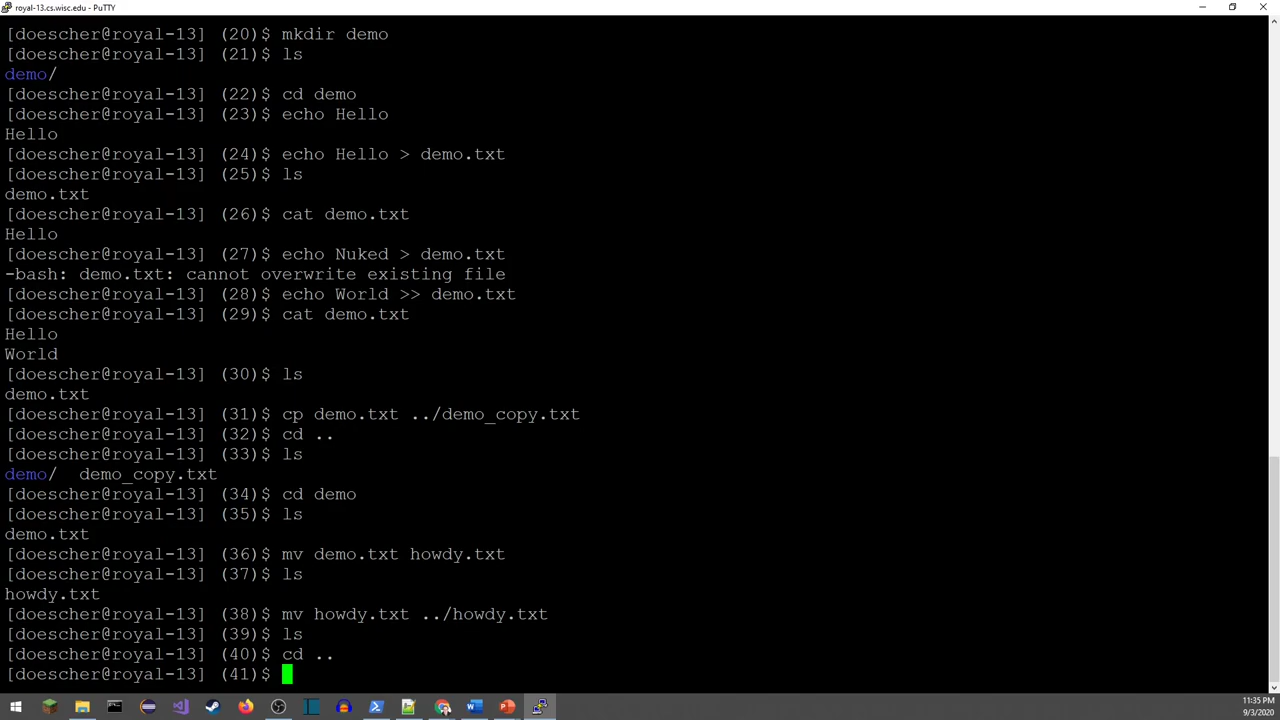 royal-13.cs.wisc.edu - PuTTY
[doescher@royal-13] (20)$ mkdir demo
[doescher@royal-13] (21)$ ls
demo/
[doescher@royal-13] (22)$ cd demo
[doescher@royal-13] (23)$ echo Hello
Hello
[doescher@royal-13] (24)$ echo Hello > demo.txt
[doescher@royal-13] (25)$ ls
demo.txt
[doescher@royal-13] (26)$ cat demo.txt
Hello
[doescher@royal-13] (27)$ echo Nuked > demo.txt
-bash: demo.txt: cannot overwrite existing file
[doescher@royal-13] (28)$ echo World >> demo.txt
[doescher@royal-13] (29)$ cat demo.txt
Hello
World
[doescher@royal-13] (30)$ ls
demo.txt
[doescher@royal-13] (31)$ cp demo.txt ../demo_copy.txt
[doescher@royal-13] (32)$ cd ..
[doescher@royal-13] (33)$ ls
demo/  demo_copy.txt
[doescher@royal-13] (34)$ cd demo
[doescher@royal-13] (35)$ ls
demo.txt
[doescher@royal-13] (36)$ mv demo.txt howdy.txt
[doescher@royal-13] (37)$ ls
howdy.txt
[doescher@royal-13] (38)$ mv howdy.txt ../howdy.txt
[doescher@royal-13] (39)$ ls
[doescher@royal-13] (40)$ cd ..
[doescher@royal-13] (41)$
11:35 PM
9/3/2020